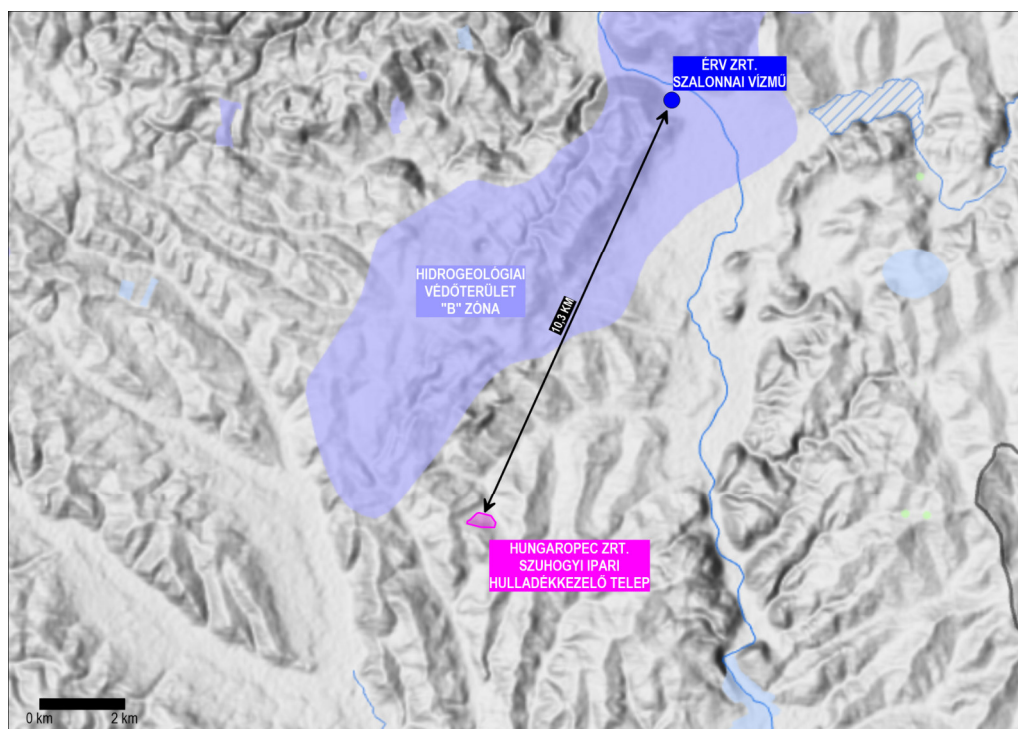 ÉRV ZRT.
SZALONNAI VÍZMŰ
HIDROGEOLÓGIAI
VÉDŐTERÜLET
"B" ZÓNA
10,3 KM
HUNGAROPEC ZRT.
SZUHOGYI IPARI
HULLADÉKKEZELŐ TELEP
0 km 2 km